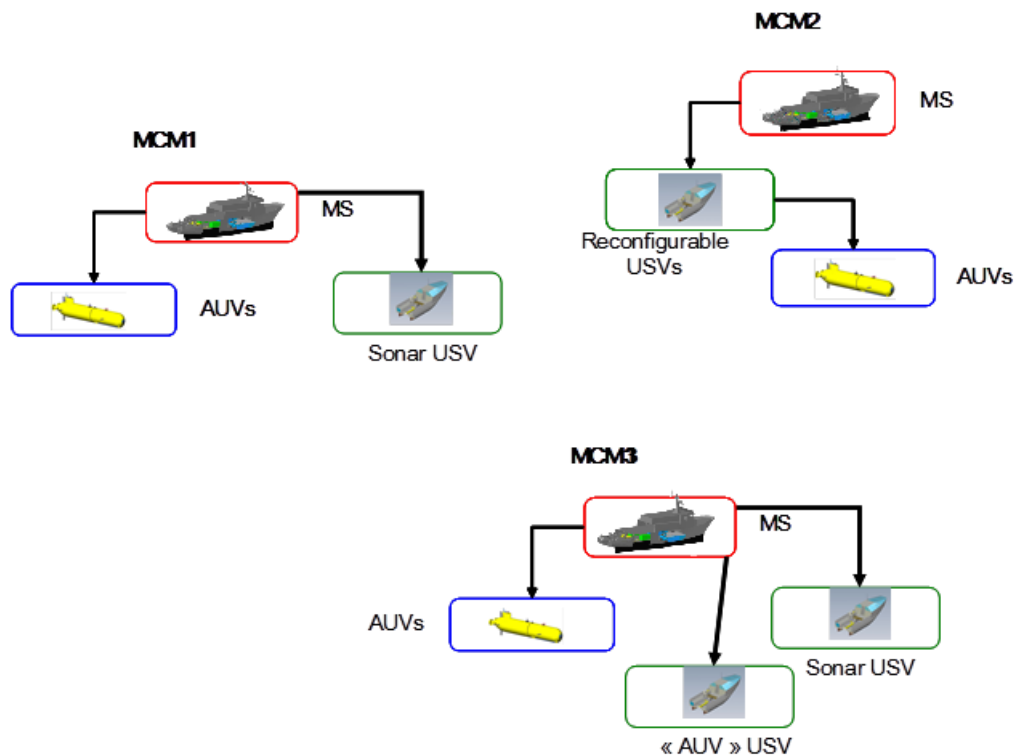 MCM2
MS
MCM1
MS
Reconfigurable
USVs
AUVs
AUVs
Sonar USV
MCM3
MS
AUVs
Sonar USV
« AUV » USV